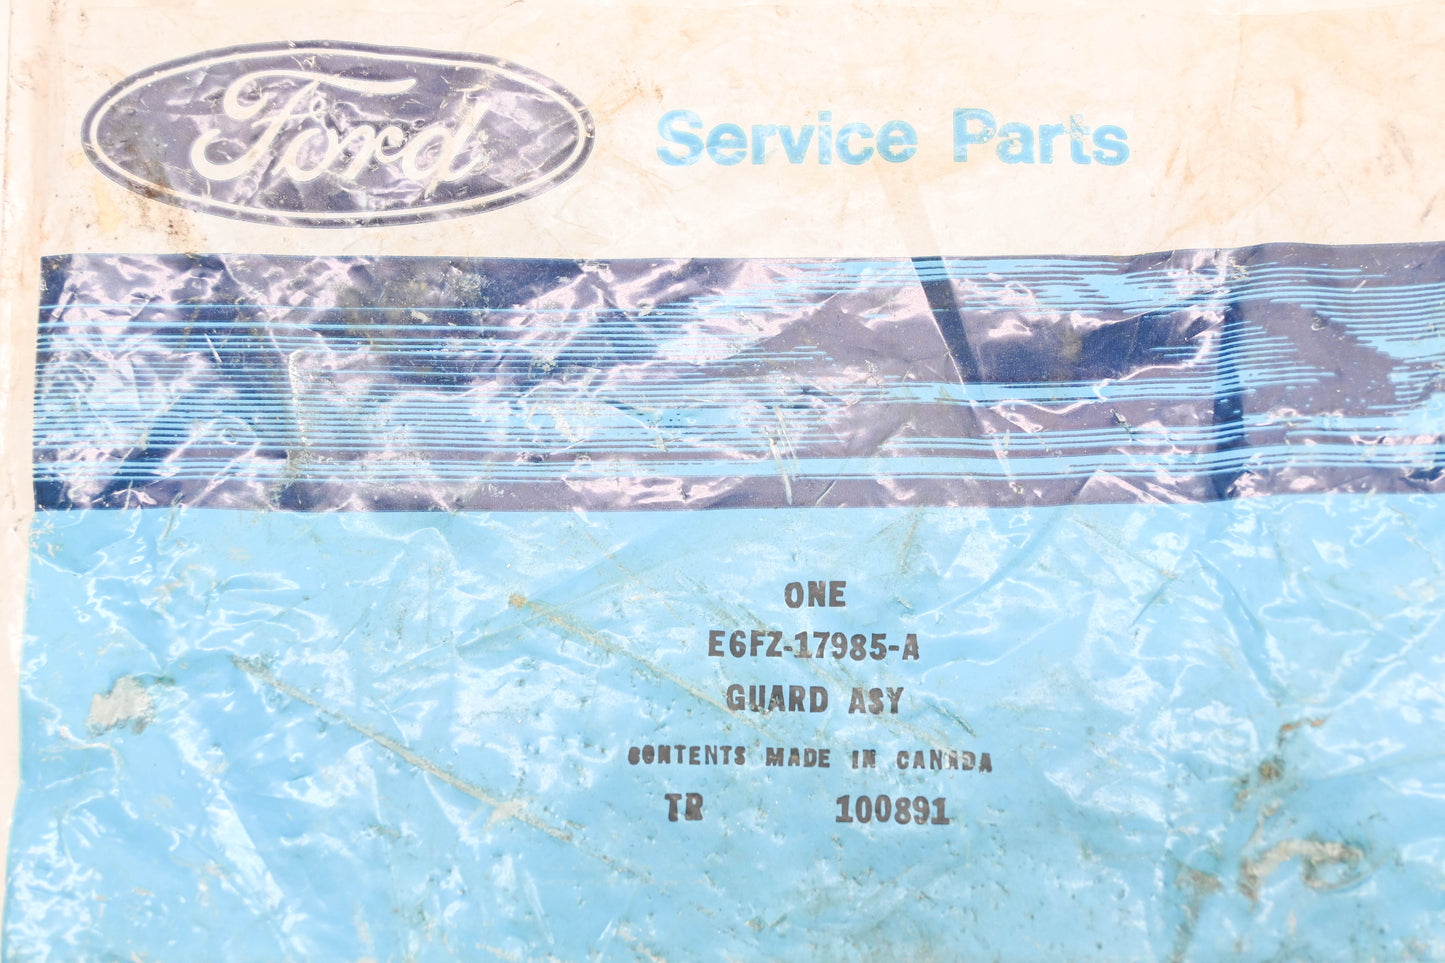 Ford
Service Parts
ONE
E6FZ-17985-A
GUARD ASY
CONTENTS MADE IN CANADA
TR 100891